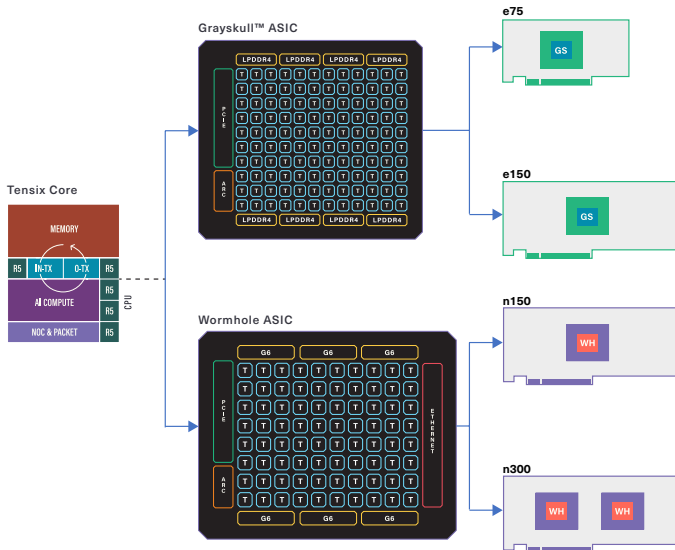 Grayskull™ ASIC
LPDDR4 LPDDR4 LPDDR4 LPDDR4
PCIE
ARC
T T T T T T T T T T T T
T T T T T T T T T T T T
T T T T T T T T T T T T
T T T T T T T T T T T T
T T T T T T T T T T T T
T T T T T T T T T T T T
T T T T T T T T T T T T
T T T T T T T T T T T T
T T T T T T T T T T T T
T T T T T T T T T T T T
LPDDR4 LPDDR4 LPDDR4 LPDDR4
e75
GS
e150
GS
Tensix Core
MEMORY
R5 IN-TX O-TX R5
AI COMPUTE R5
R5
NOC & PACKET R5
CPU
Wormhole ASIC
G6 G6 G6
PCIE
ARC
T T T T T T T T T T
T T T T T T T T T T
T T T T T T T T T T
T T T T T T T T T T
T T T T T T T T T T
T T T T T T T T T T
T T T T T T T T T T
T T T T T T T T T T
ETHERNET
G6 G6 G6
n150
WH
n300
WH WH